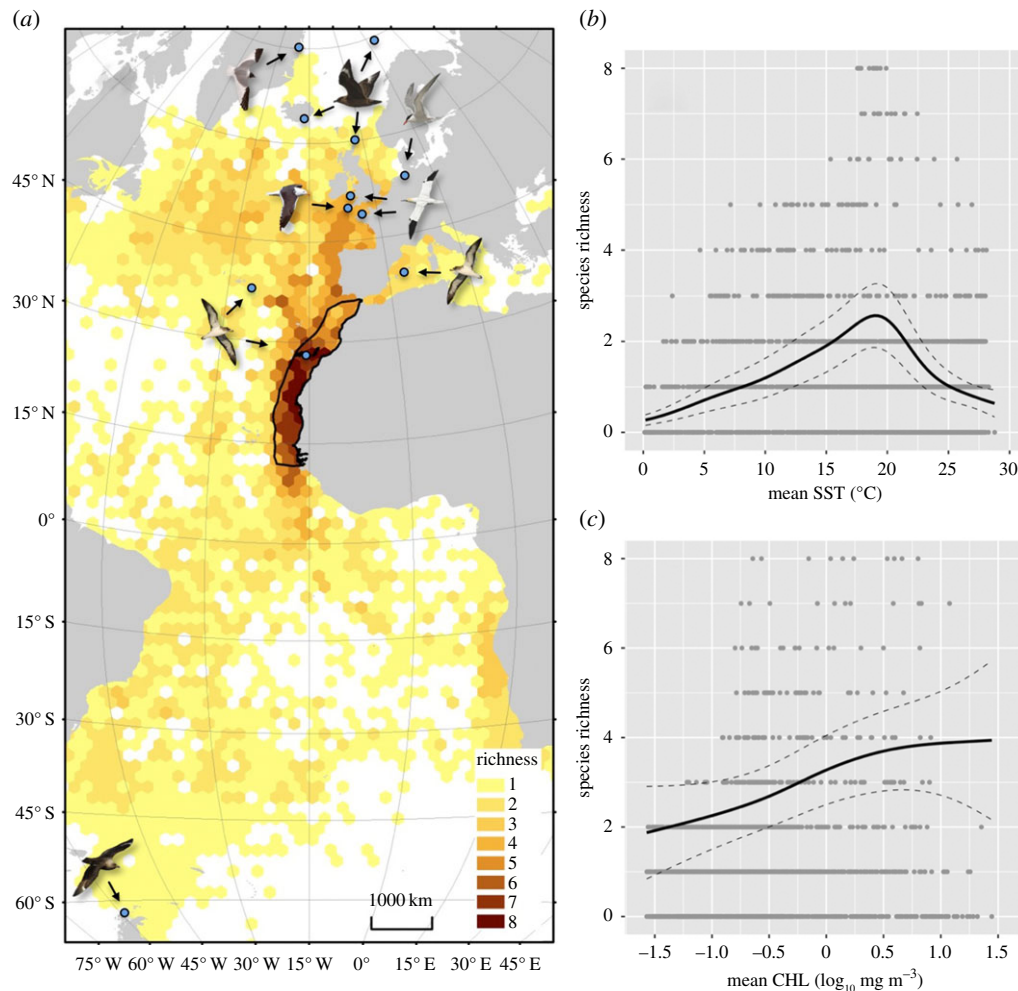 (a)
45° N
30° N
15° N
0°
15° S
30° S
45° S
60° S
75° W 60° W 45° W 30° W 15° W 0° 15° E 30° E
richness
1
2
3
4
5
6
7
8
1000 km
(b)
species richness
8
6
4
2
0
0 5 10 15 20 25 30
mean SST (°C)
(c)
species richness
8
6
4
2
0
−1.5 −1.0 −0.5 0 0.5 1.0 1.5
mean CHL (log10 mg m−3)